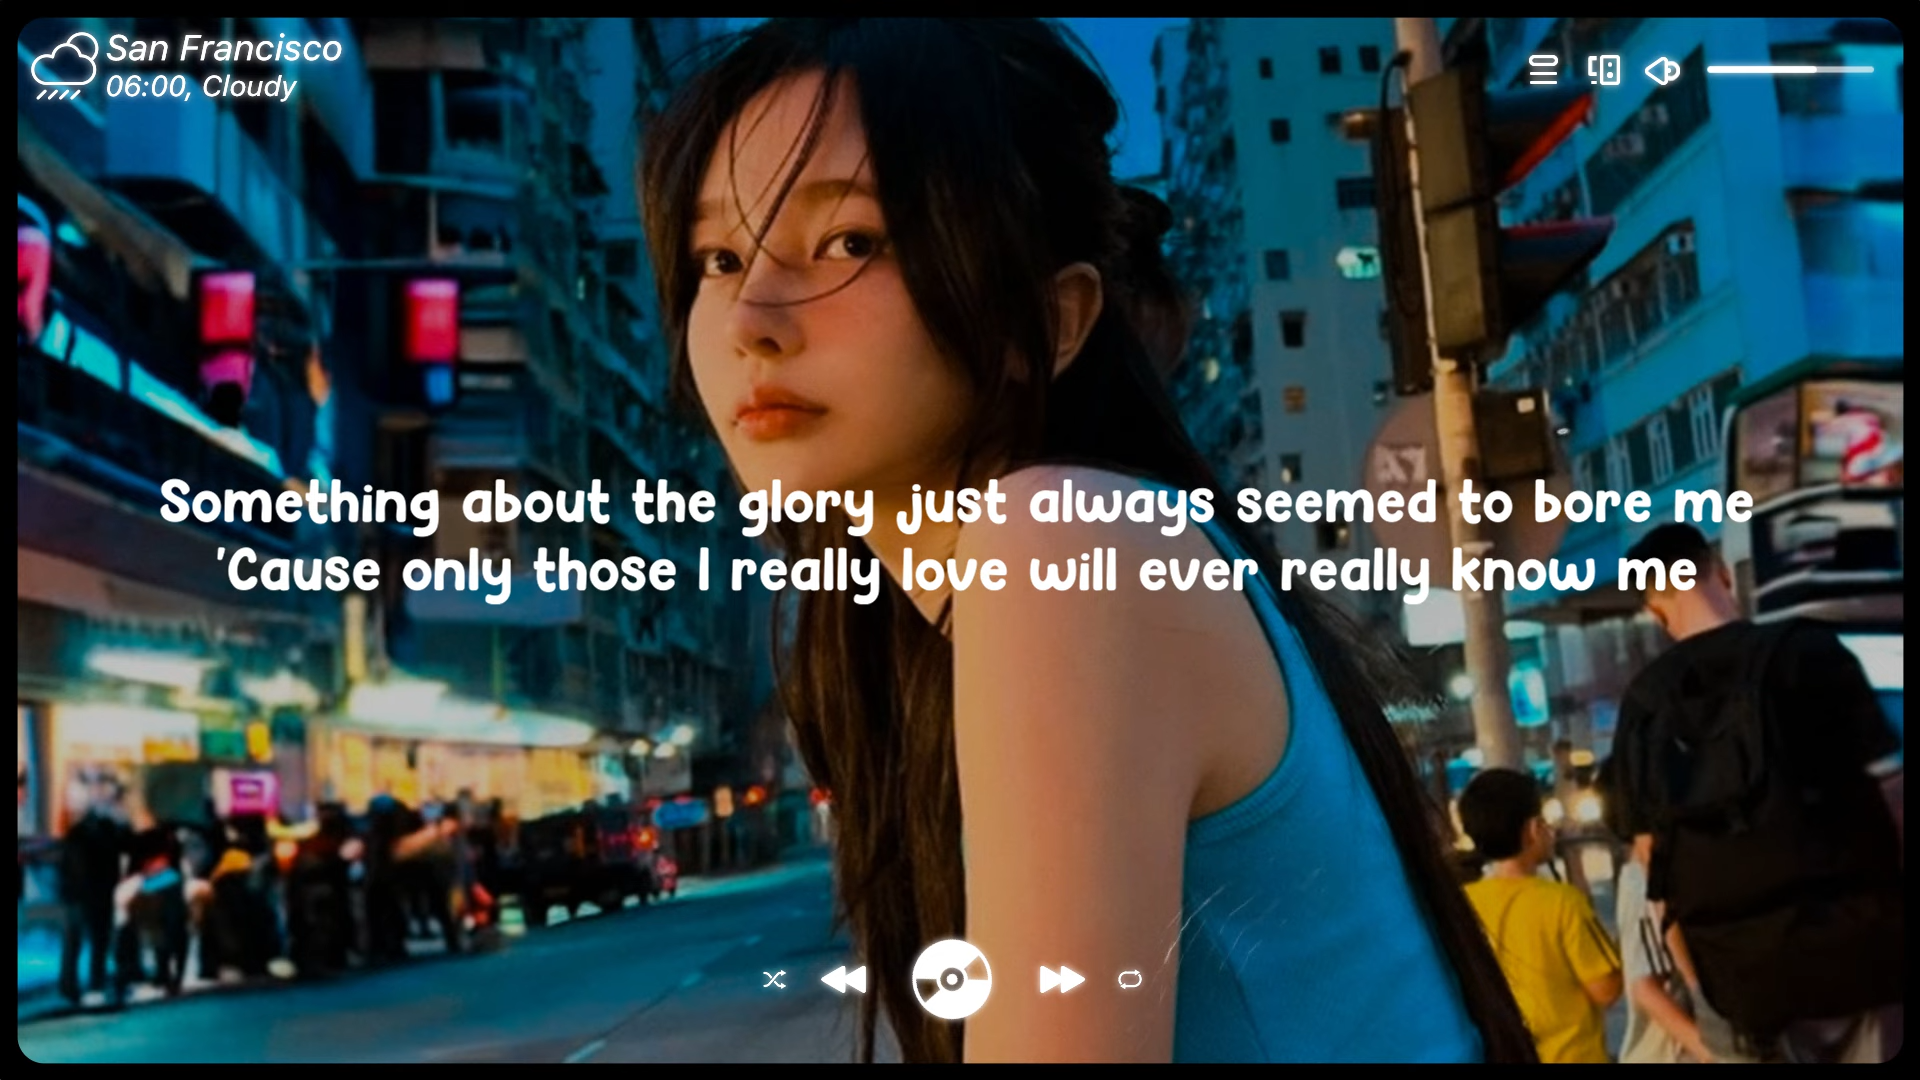 San Francisco
06:00, Cloudy
Something about the glory just always seemed to bore me
'Cause only those I really love will ever really know me